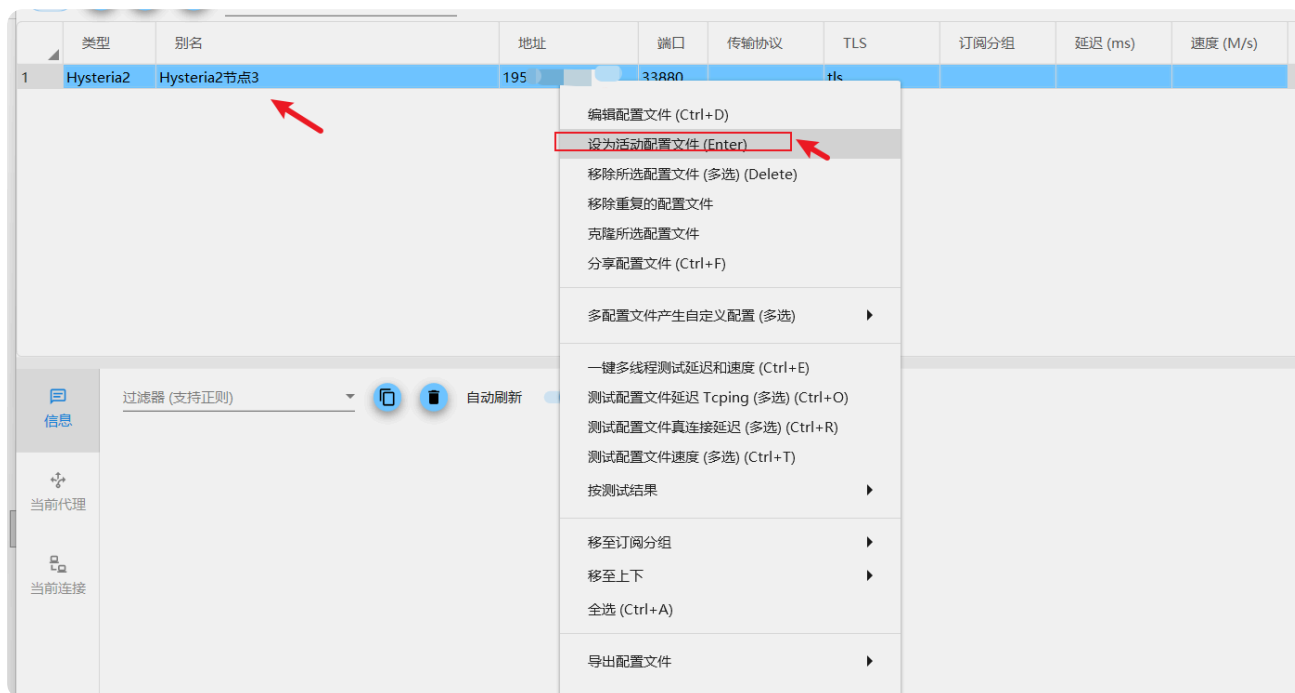 类型 别名 地址 端口 传输协议 TLS 订阅分组 延迟 (ms) 速度 (M/s)
1 Hysteria2 Hysteria2节点3 195 33880 tls
编辑配置文件 (Ctrl+D)
设为活动配置文件 (Enter)
移除所选配置文件 (多选) (Delete)
移除重复的配置文件
克隆所选配置文件
分享配置文件 (Ctrl+F)
多配置文件产生自定义配置 (多选)
一键多线程测试延迟和速度 (Ctrl+E)
测试配置文件延迟 Tcping (多选) (Ctrl+O)
测试配置文件真连接延迟 (多选) (Ctrl+R)
测试配置文件速度 (多选) (Ctrl+T)
按测试结果
移至订阅分组
移至上下
全选 (Ctrl+A)
导出配置文件
信息
过滤器 (支持正则) 自动刷新
当前代理
当前连接